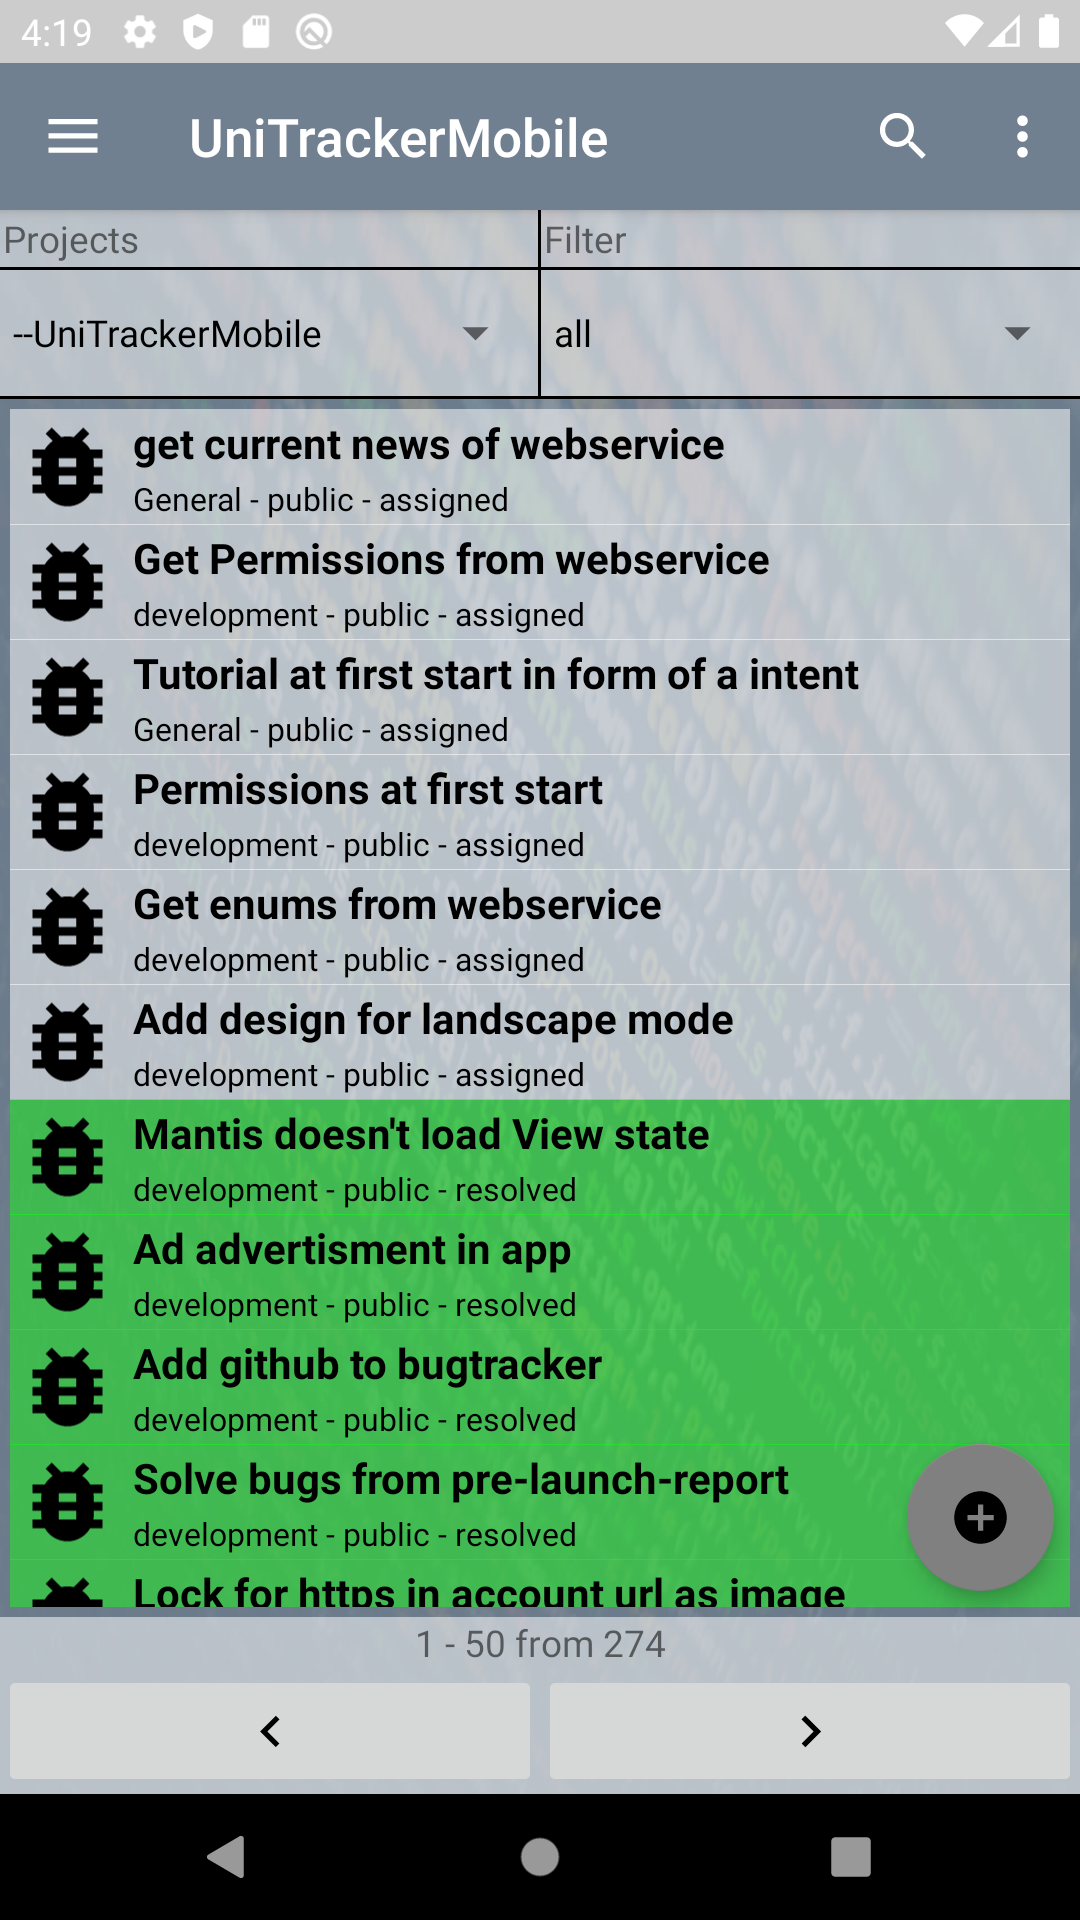 4:19
UniTrackerMobile
Projects
Filter
--UniTrackerMobile
all
get current news of webservice
General - public - assigned
Get Permissions from webservice
development - public - assigned
Tutorial at first start in form of a intent
General - public - assigned
Permissions at first start
development - public - assigned
Get enums from webservice
development - public - assigned
Add design for landscape mode
development - public - assigned
Mantis doesn't load View state
development - public - resolved
Ad advertisment in app
development - public - resolved
Add github to bugtracker
development - public - resolved
Solve bugs from pre-launch-report
development - public - resolved
Lock for https in account url as image
1 - 50 from 274